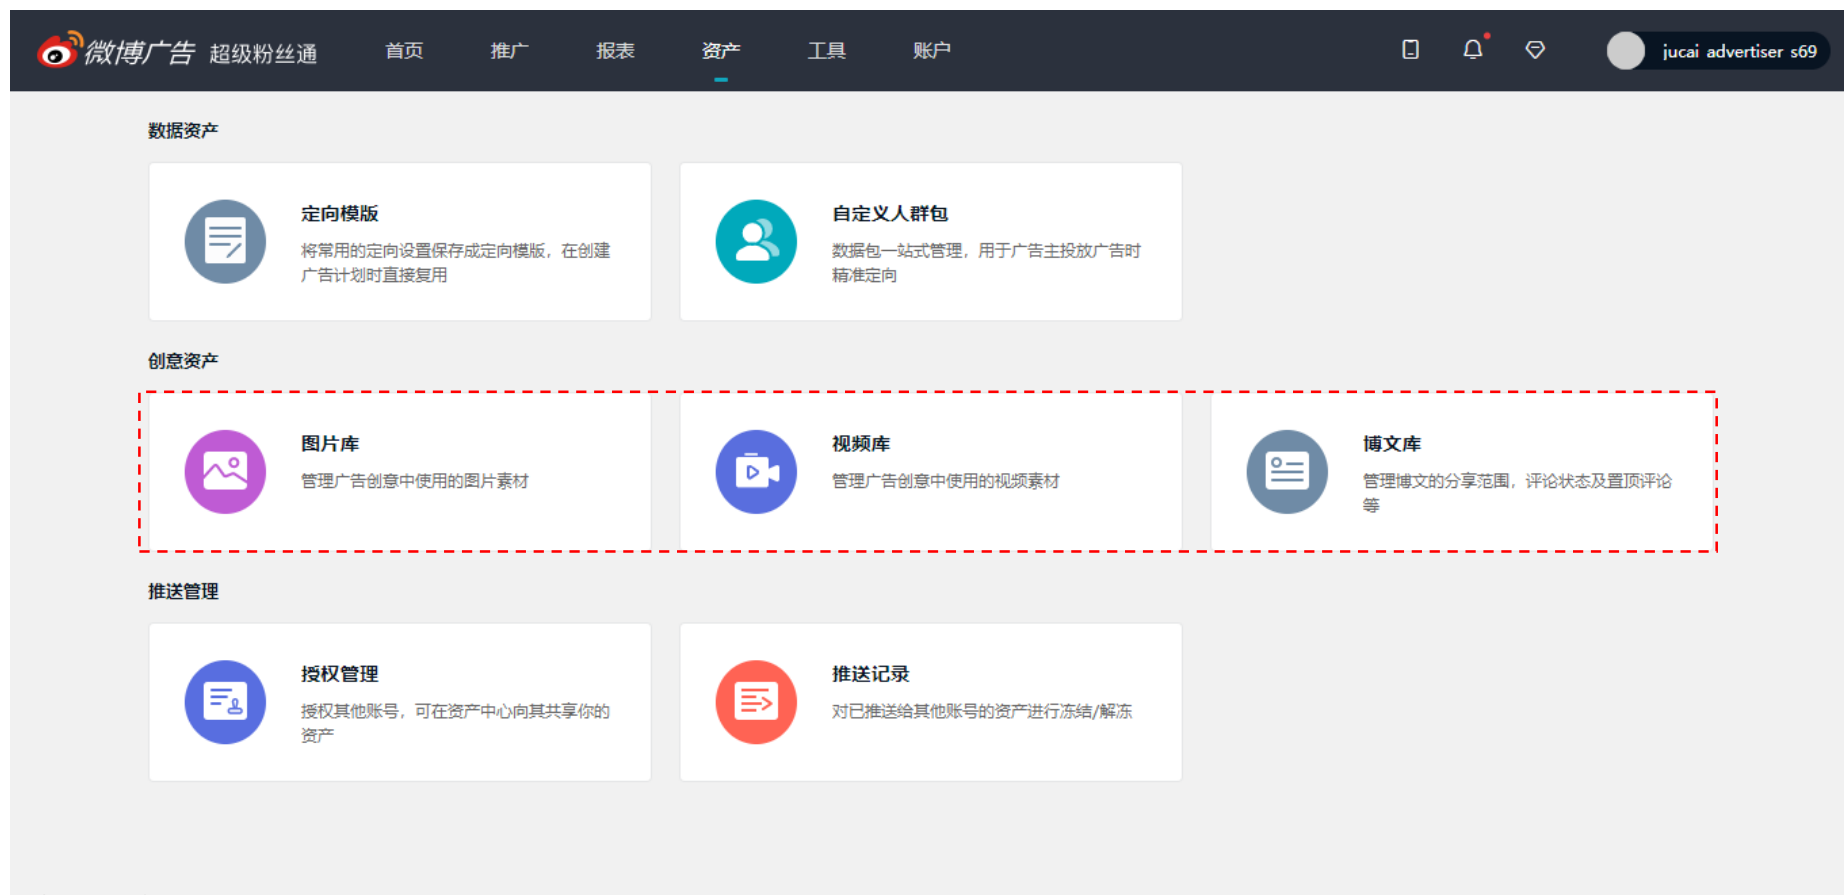 微博广告 超级粉丝通 首页 推广 报表 资产 工具 账户 jucai advertiser s69
数据资产
定向模版
将常用的定向设置保存成定向模版，在创建
广告计划时直接复用
自定义人群包
数据包一站式管理，用于广告主投放广告时
精准定向
创意资产
图片库
管理广告创意中使用的图片素材
视频库
管理广告创意中使用的视频素材
博文库
管理博文的分享范围，评论状态及置顶评论
等
推送管理
授权管理
授权其他账号，可在资产中心向其共享你的
资产
推送记录
对已推送给其他账号的资产进行冻结/解冻